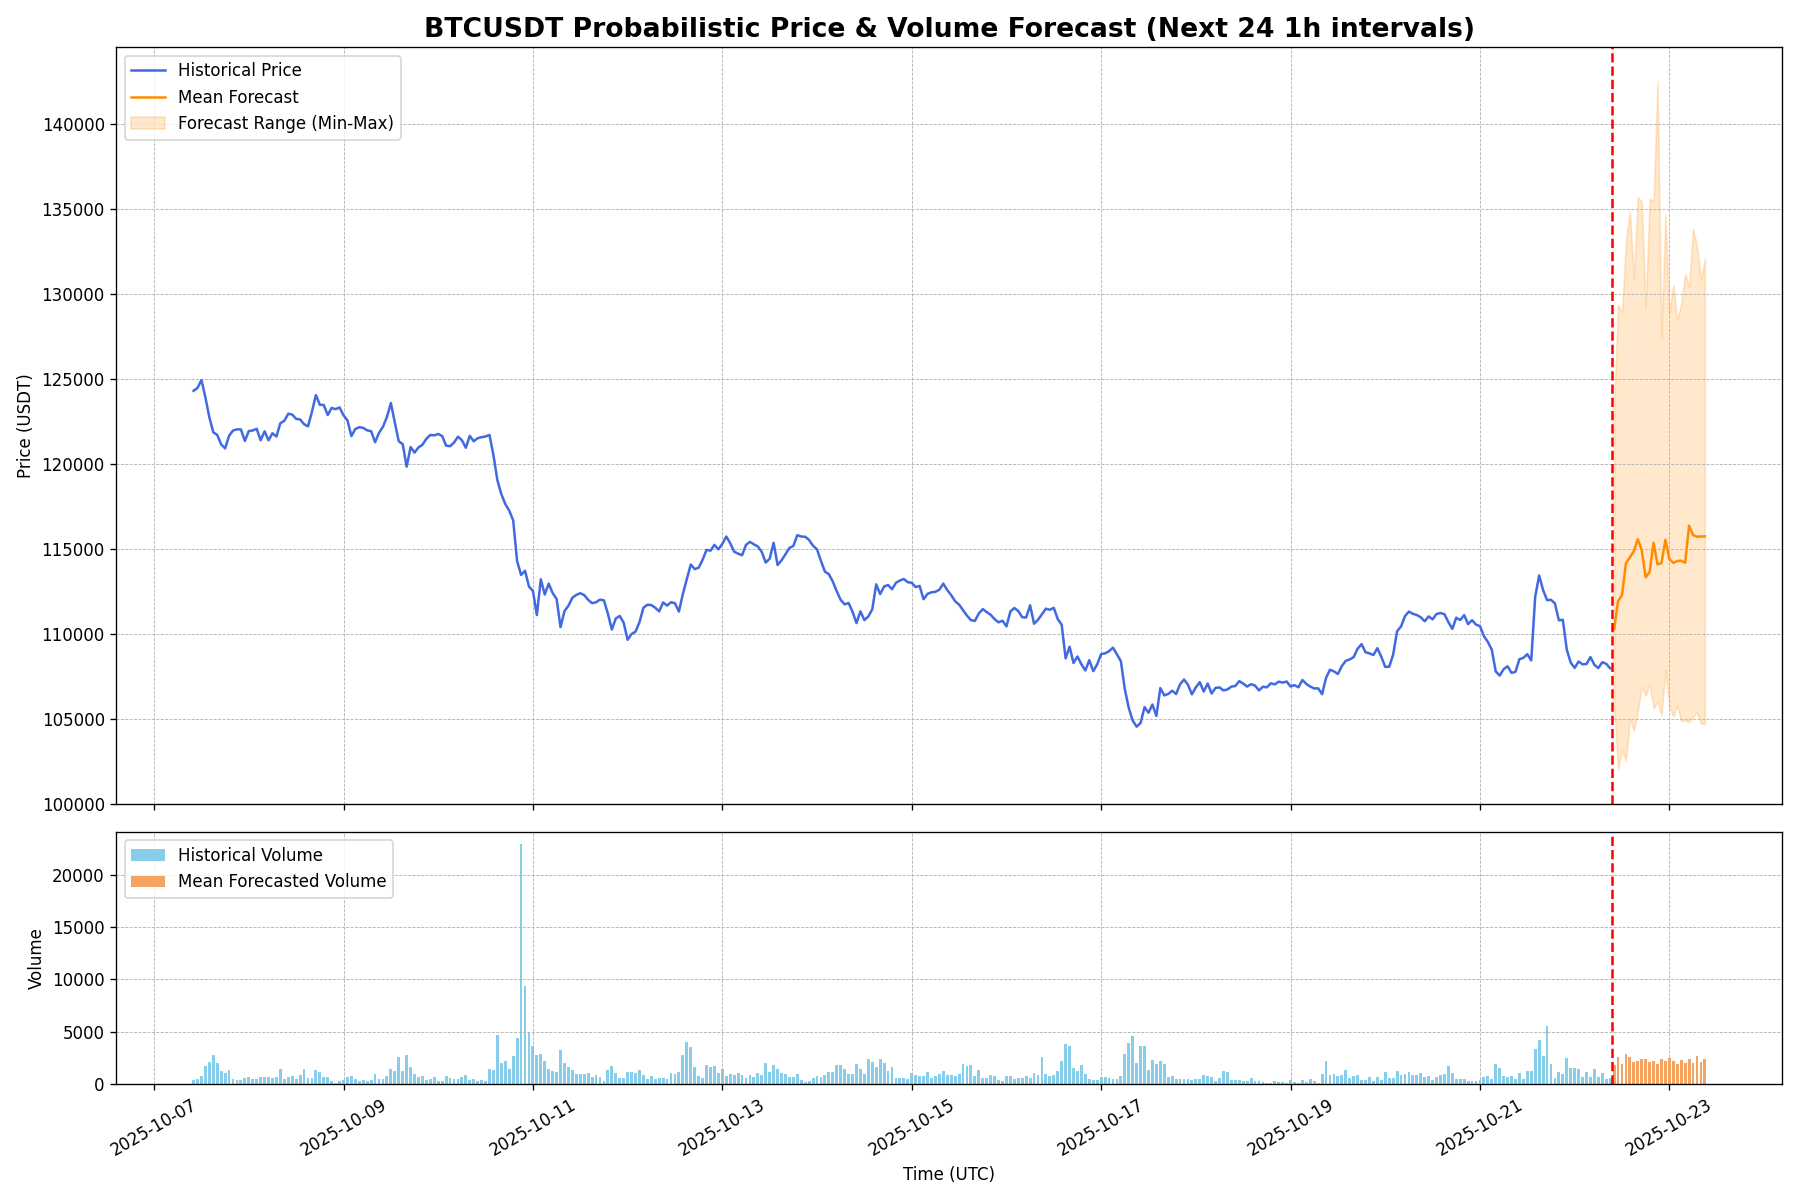 BTCUSDT Probabilistic Price & Volume Forecast (Next 24 1h intervals)
Historical Price
Mean Forecast
Forecast Range (Min-Max)
140000
135000
130000
125000
120000
115000
110000
105000
100000
Price (USDT)
Historical Volume
Mean Forecasted Volume
20000
15000
10000
5000
0
Volume
2025-10-07
2025-10-09
2025-10-11
2025-10-13
2025-10-15
2025-10-17
2025-10-19
2025-10-21
2025-10-23
Time (UTC)